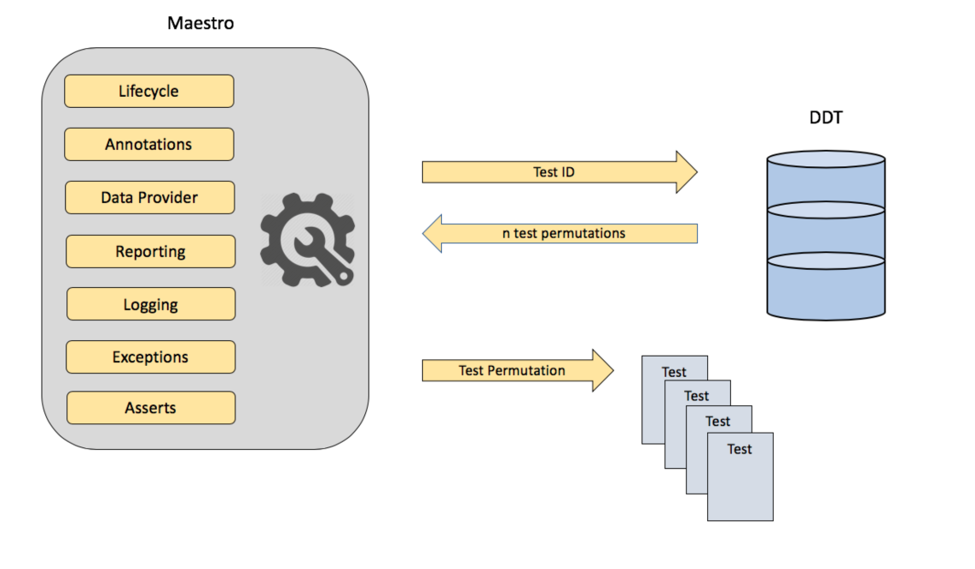 Maestro
Lifecycle
Annotations
Data Provider
Reporting
Logging
Exceptions
Asserts
DDT
Test ID
n test permutations
Test Permutation
Test
Test
Test
Test